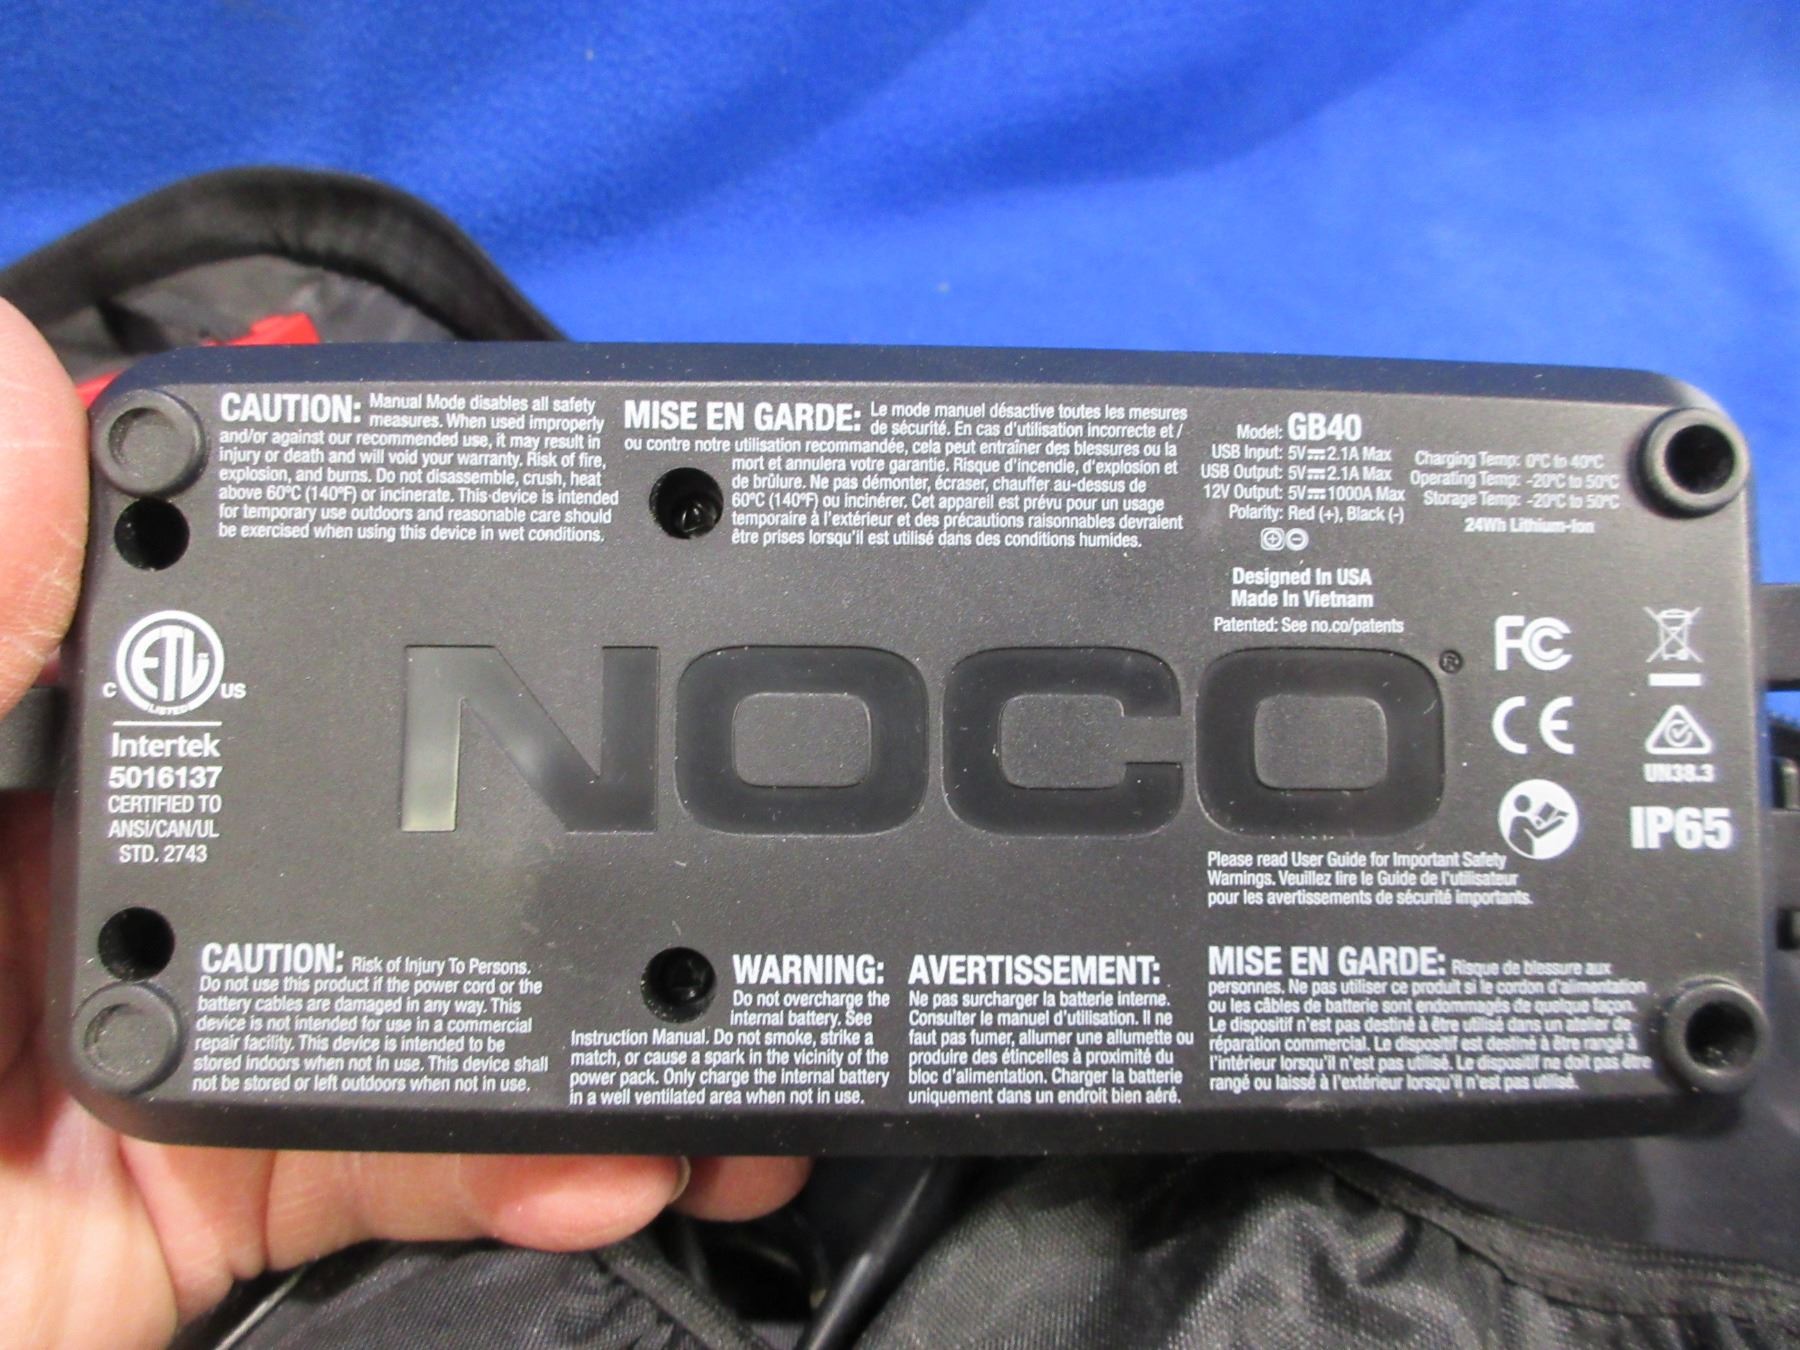 CAUTION: Manual Mode disables all safety
measures. When used improperly
and/or against our recommended use, it may result in
injury or death and will void your warranty. Risk of fire,
explosion, and burns. Do not disassemble, crush, heat
above 60°C (140°F) or incinerate. This device is intended
for temporary use outdoors and reasonable care should
be exercised when using this device in wet conditions.
MISE EN GARDE: Le mode manuel désactive toutes les mesures
de sécurité. En cas d'utilisation incorrecte et /
ou contre notre utilisation recommandée, cela peut entraîner des blessures ou la
mort et annulera votre garantie. Risque d'incendie, d'explosion et
de brûlure. Ne pas démonter, écraser, chauffer au-dessus de
60°C (140°F) ou incinérer. Cet appareil est prévu pour un usage
temporaire à l'extérieur et des précautions raisonnables devraient
être prises lorsqu'il est utilisé dans des conditions humides.
Model: GB40
USB Input: 5V⎓2.1A Max
USB Output: 5V⎓2.1A Max
12V Output: 5V⎓1000A Max
Polarity: Red (+), Black (-)
Charging Temp: 0°C to 40°C
Operating Temp: -20°C to 50°C
Storage Temp: -20°C to 50°C
24Wh Lithium-Ion
Designed In USA
Made In Vietnam
Patented: See no.co/patents
C ETL US
LISTED
Intertek
5016137
CERTIFIED TO
ANSI/CAN/UL
STD. 2743
NOCO®
FC
CE
UN38.3
IP65
Please read User Guide for Important Safety
Warnings. Veuillez lire le Guide de l'utilisateur
pour les avertissements de sécurité importants.
CAUTION: Risk of Injury To Persons.
Do not use this product if the power cord or the
battery cables are damaged in any way. This
device is not intended for use in a commercial
repair facility. This device is intended to be
stored indoors when not in use. This device shall
not be stored or left outdoors when not in use.
WARNING:
Do not overcharge the
internal battery. See
Instruction Manual. Do not smoke, strike a
match, or cause a spark in the vicinity of the
power pack. Only charge the internal battery
in a well ventilated area when not in use.
AVERTISSEMENT:
Ne pas surcharger la batterie interne.
Consulter le manuel d'utilisation. Il ne
faut pas fumer, allumer une allumette ou
produire des étincelles à proximité du
bloc d'alimentation. Charger la batterie
uniquement dans un endroit bien aéré.
MISE EN GARDE: Risque de blessure aux
personnes. Ne pas utiliser ce produit si le cordon d'alimentation
ou les câbles de batterie sont endommagés de quelque façon.
Le dispositif n'est pas destiné à être utilisé dans un atelier de
réparation commercial. Le dispositif est destiné à être rangé à
l'intérieur lorsqu'il n'est pas utilisé. Le dispositif ne doit pas être
rangé ou laissé à l'extérieur lorsqu'il n'est pas utilisé.